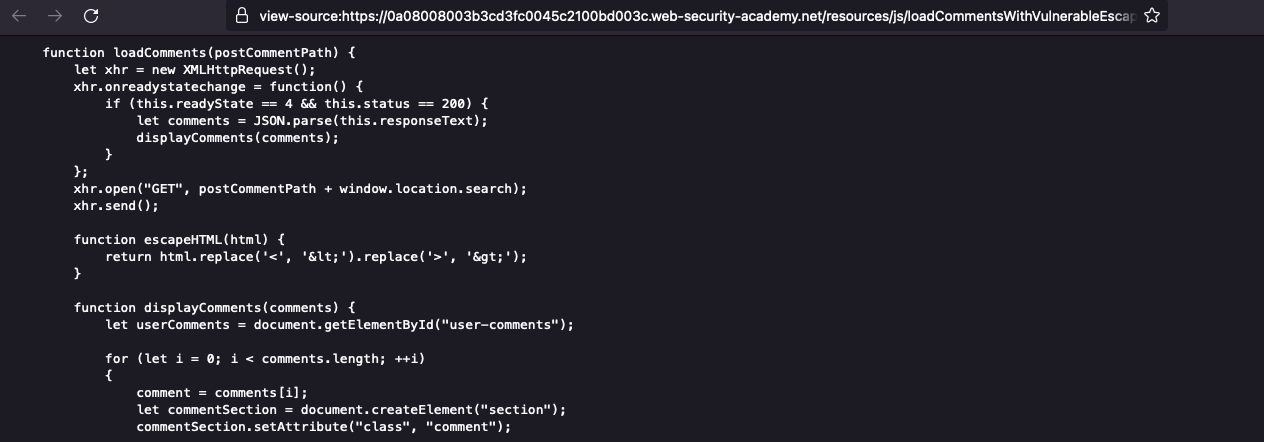 view-source:https://0a08008003b3cd3fc0045c2100bd003c.web-security-academy.net/resources/js/loadCommentsWithVulnerableEscap
function loadComments(postCommentPath) {
    let xhr = new XMLHttpRequest();
    xhr.onreadystatechange = function() {
        if (this.readyState == 4 && this.status == 200) {
            let comments = JSON.parse(this.responseText);
            displayComments(comments);
        }
    };
    xhr.open("GET", postCommentPath + window.location.search);
    xhr.send();

    function escapeHTML(html) {
        return html.replace('<', '&lt;').replace('>', '&gt;');
    }

    function displayComments(comments) {
        let userComments = document.getElementById("user-comments");

        for (let i = 0; i < comments.length; ++i)
        {
            comment = comments[i];
            let commentSection = document.createElement("section");
            commentSection.setAttribute("class", "comment");